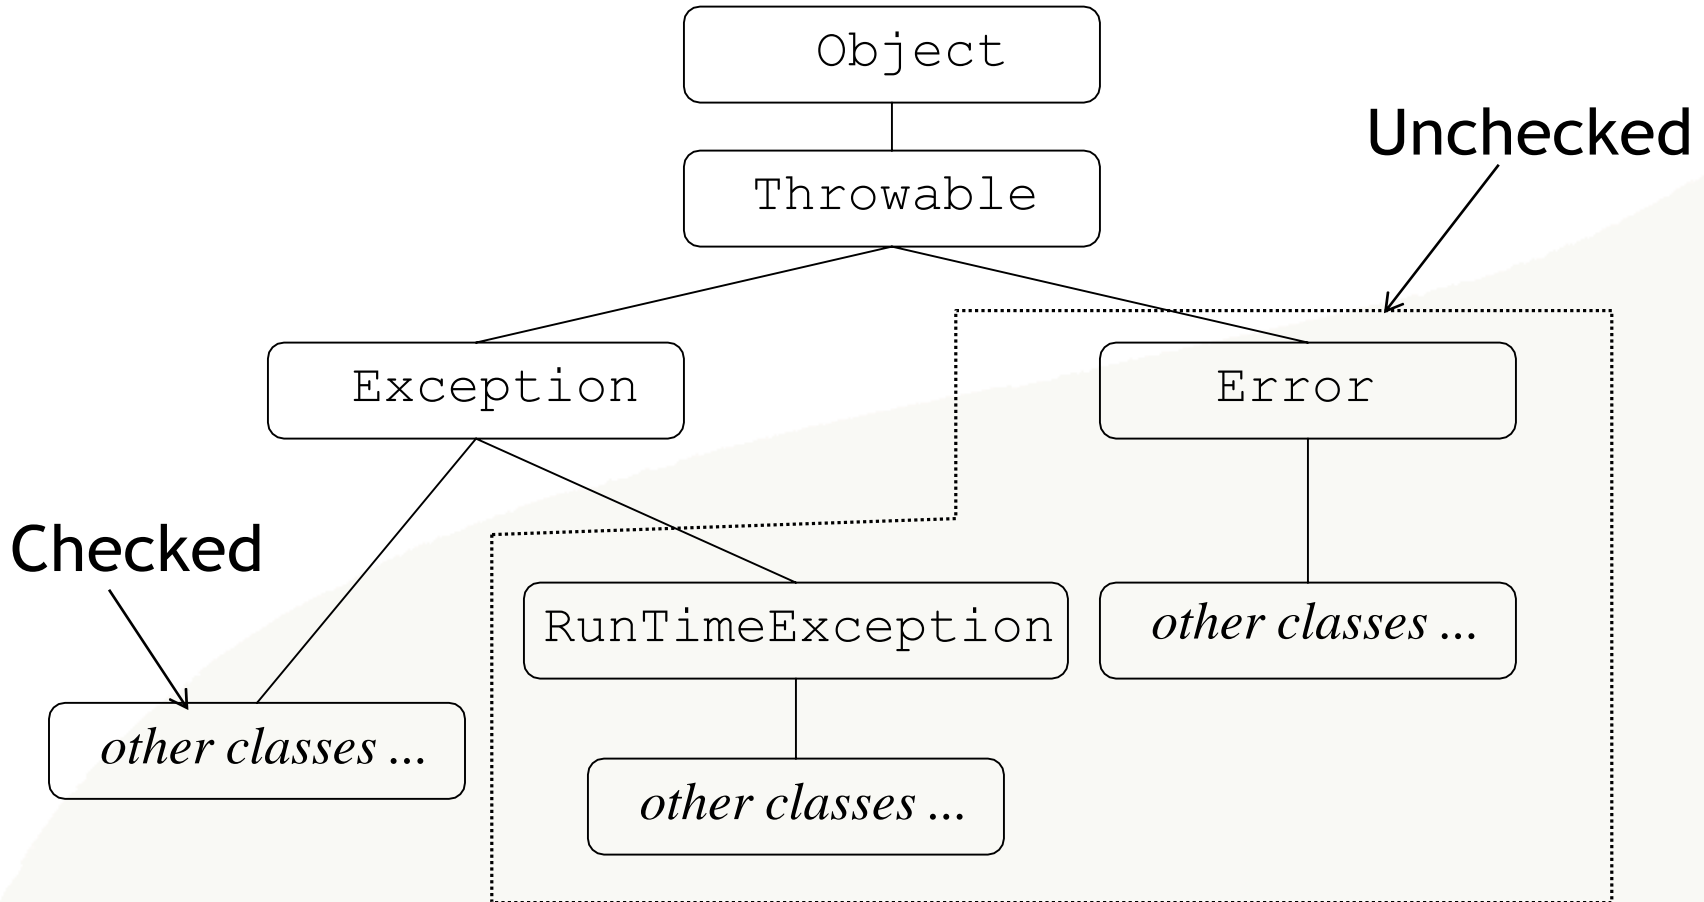 Object
Unchecked
Throwable
Exception
Error
Checked
RunTimeException
other classes ...
other classes ...
other classes ...